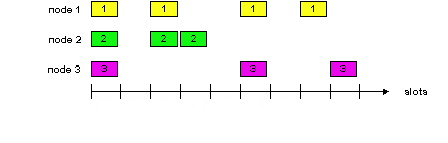 node 1 1 1 1 1
node 2 2 2 2
node 3 3 3 3
slots